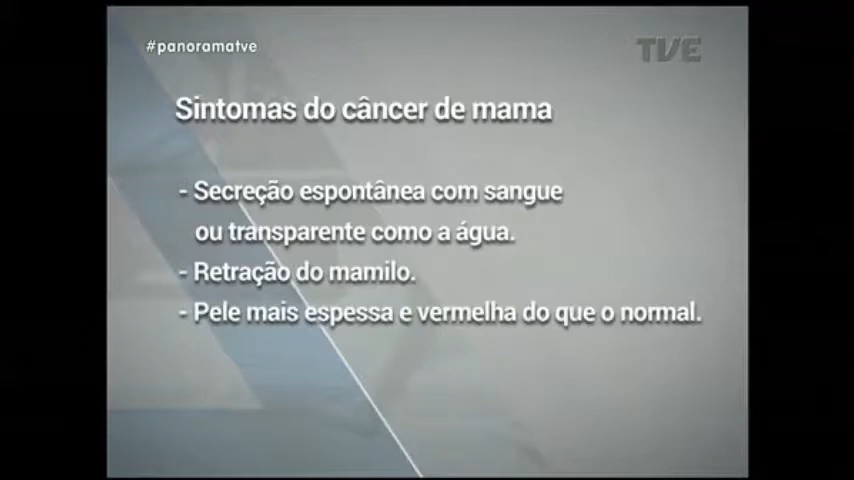 #panoramatve
TVE
Sintomas do câncer de mama
- Secreção espontânea com sangue
ou transparente como a água.
- Retração do mamilo.
- Pele mais espessa e vermelha do que o normal.